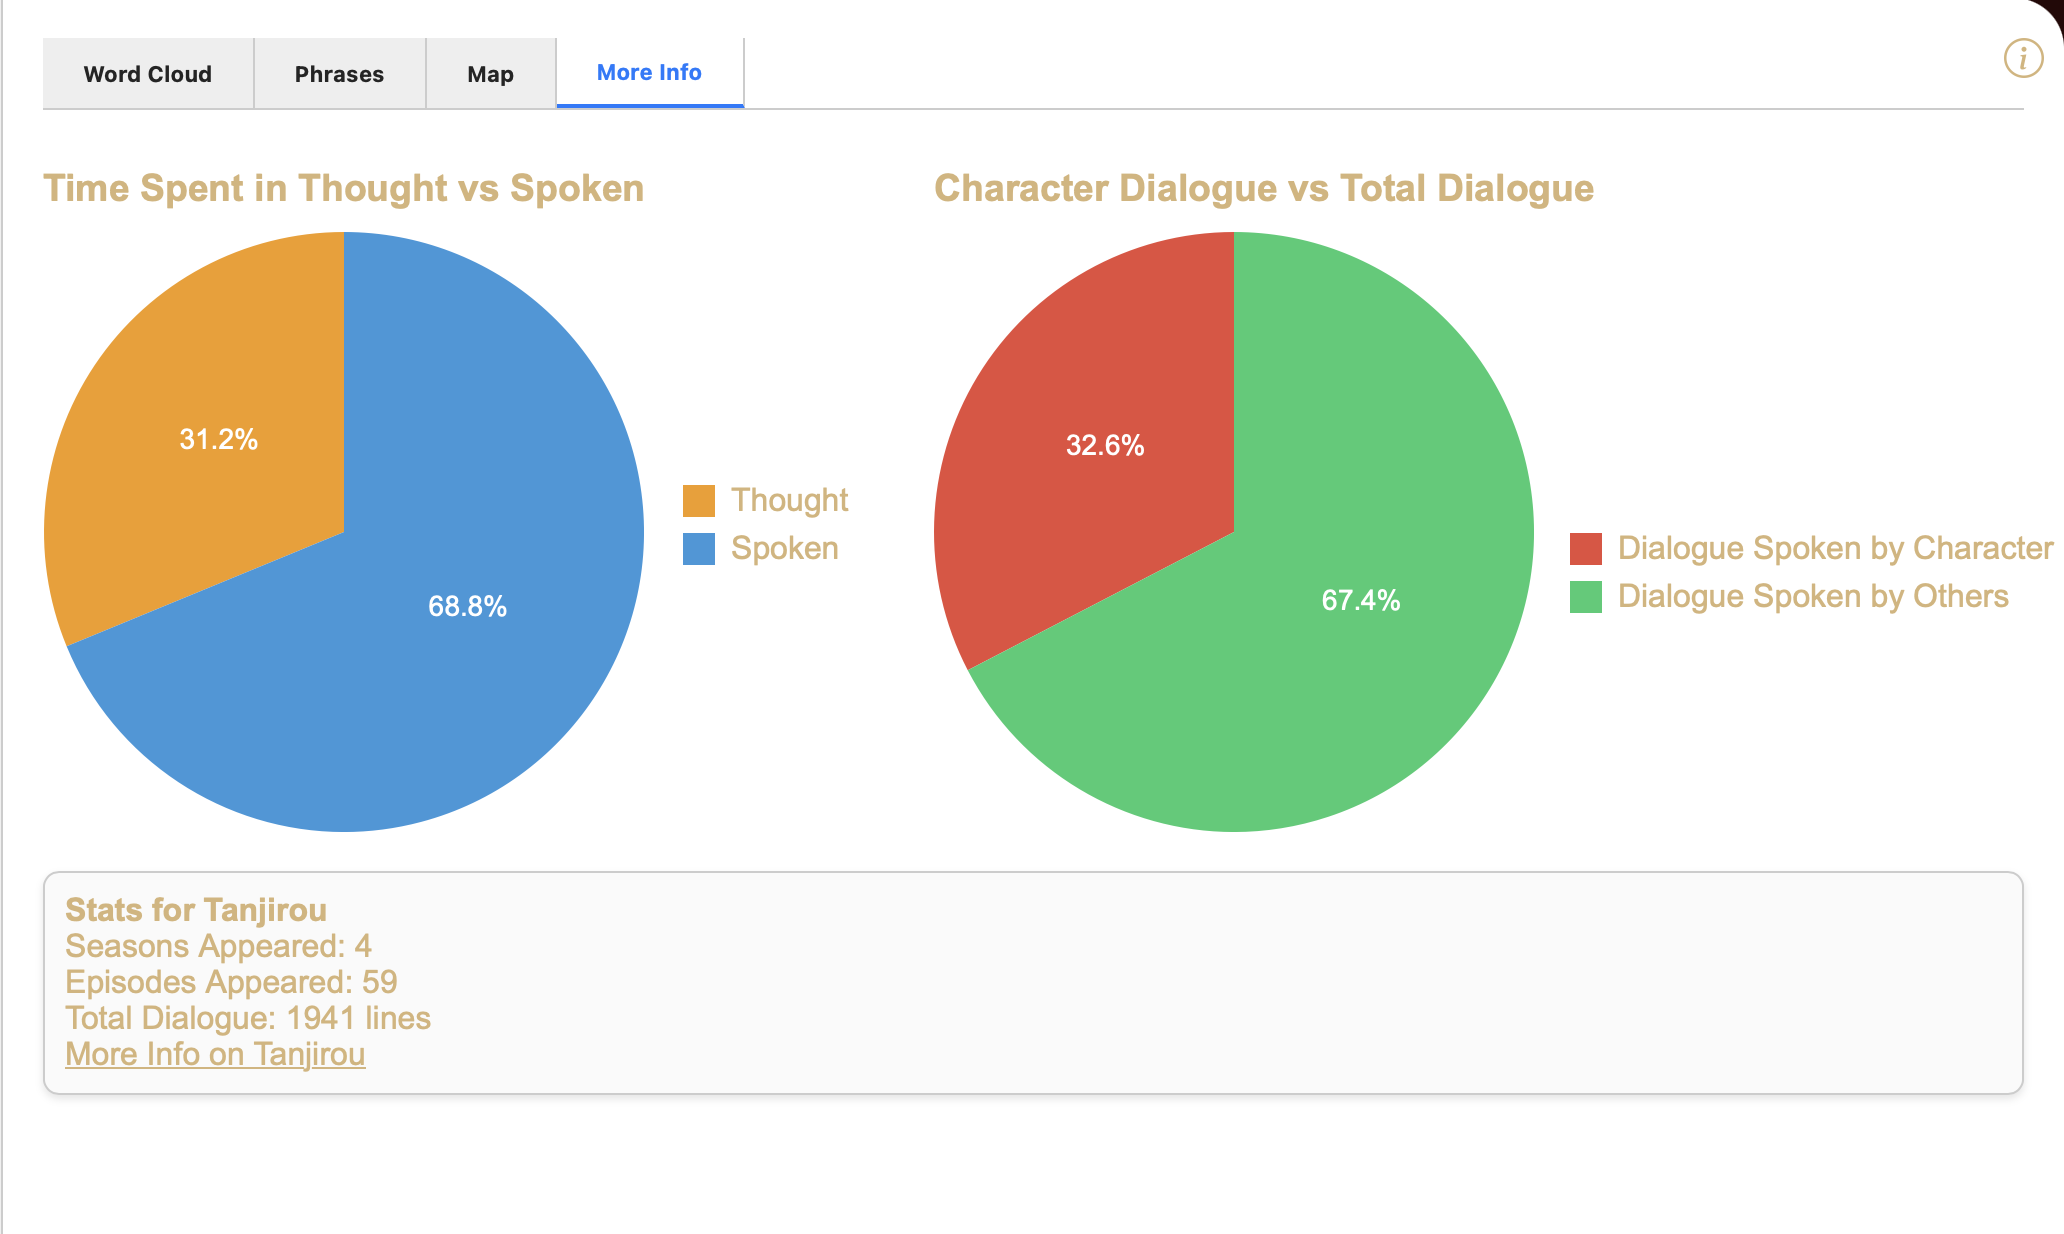 Word Cloud
Phrases
Map
More Info
i
Time Spent in Thought vs Spoken
31.2%
68.8%
Thought
Spoken
Character Dialogue vs Total Dialogue
32.6%
67.4%
Dialogue Spoken by Character
Dialogue Spoken by Others
Stats for Tanjirou
Seasons Appeared: 4
Episodes Appeared: 59
Total Dialogue: 1941 lines
More Info on Tanjirou